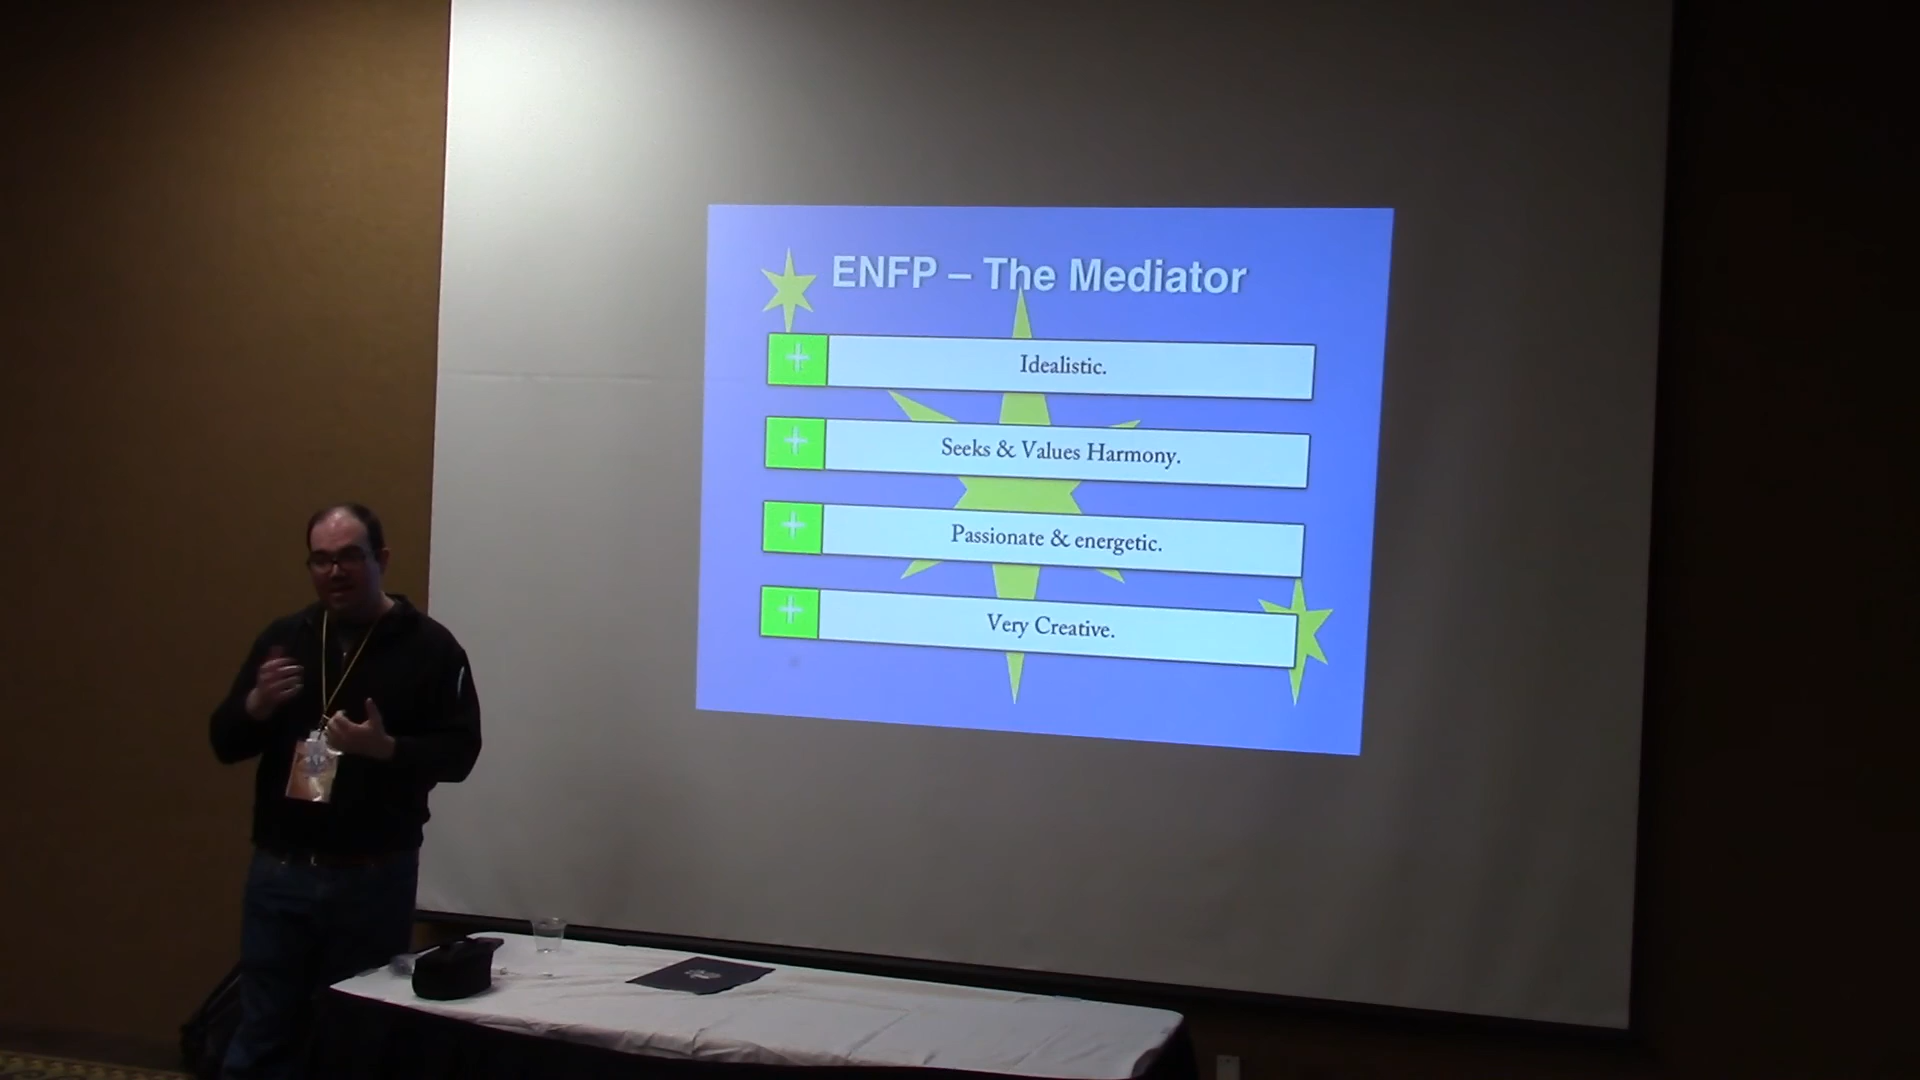 ENFP – The Mediator
+ Idealistic.
+ Seeks & Values Harmony.
+ Passionate & energetic.
+ Very Creative.